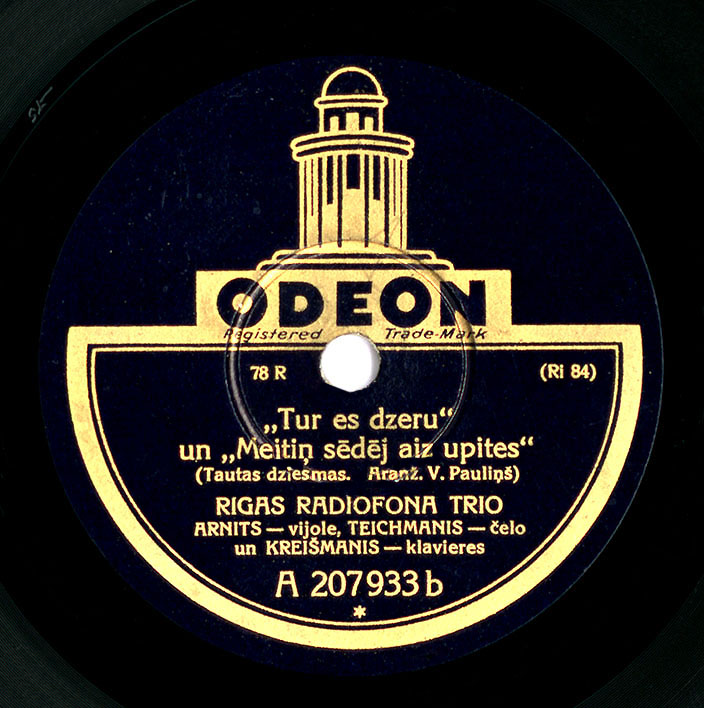 ODEON
Registered Trade-Mark
78 R (Ri 84)
„Tur es dzeru“
un „Meitiņ sēdēj aiz upites“
(Tautas dziesmas. Aranž. V. Pauliņš)
RIGAS RADIOFONA TRIO
ARNITS — vijole, TEICHMANIS — čelo
un KREIŠMANIS — klavieres
A 207933 b
*